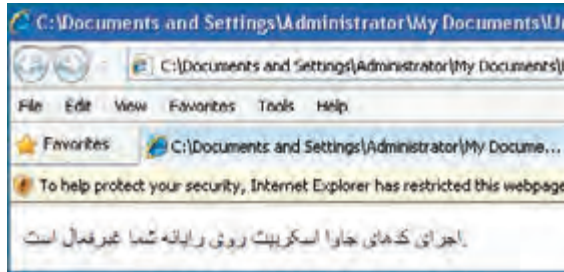 C:\Documents and Settings\Administrator\My Documents\U
C:\Documents and Settings\Administrator\My Documents\
File Edit View Favorites Tools Help
Favorites C:\Documents and Settings\Administrator\My Docume...
To help protect your security, Internet Explorer has restricted this webpage
اجرای کدهای جاوا اسکریپت روی رایانه شما غیرفعال است.